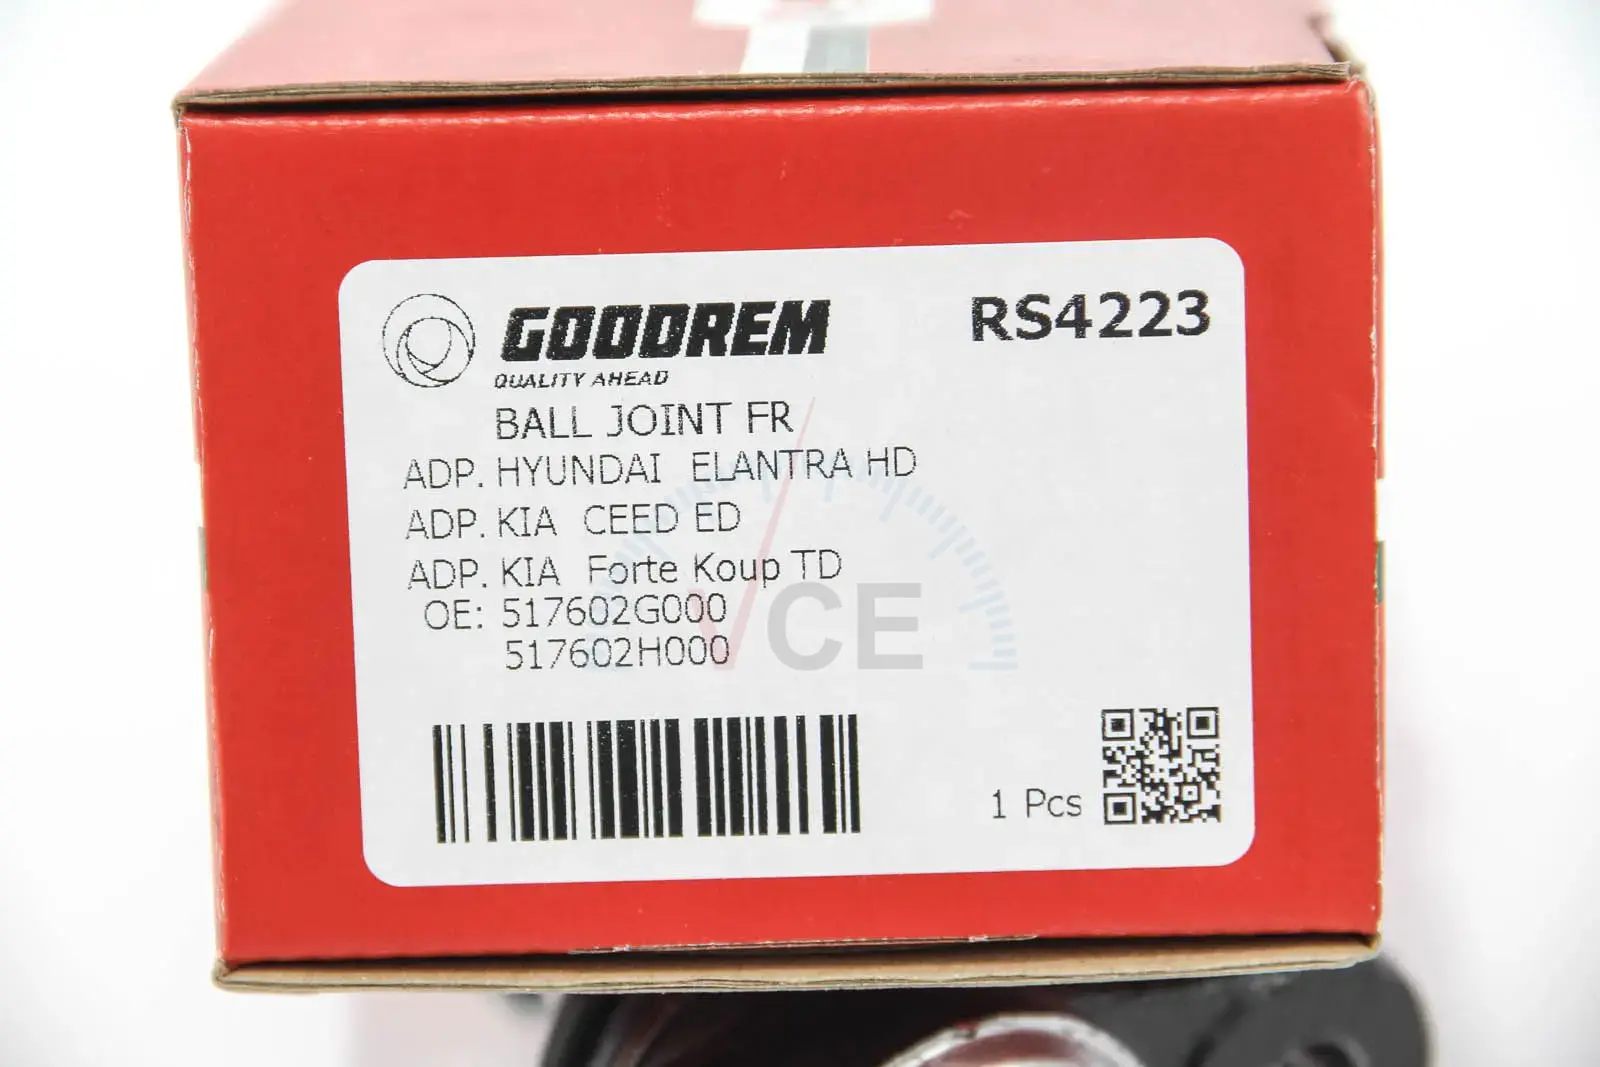 GOODREM
RS4223
QUALITY AHEAD
BALL JOINT FR
ADP. HYUNDAI ELANTRA HD
ADP. KIA CEED ED
ADP. KIA Forte Koup TD
OE: 517602G000
517602H000
CE
1 Pcs